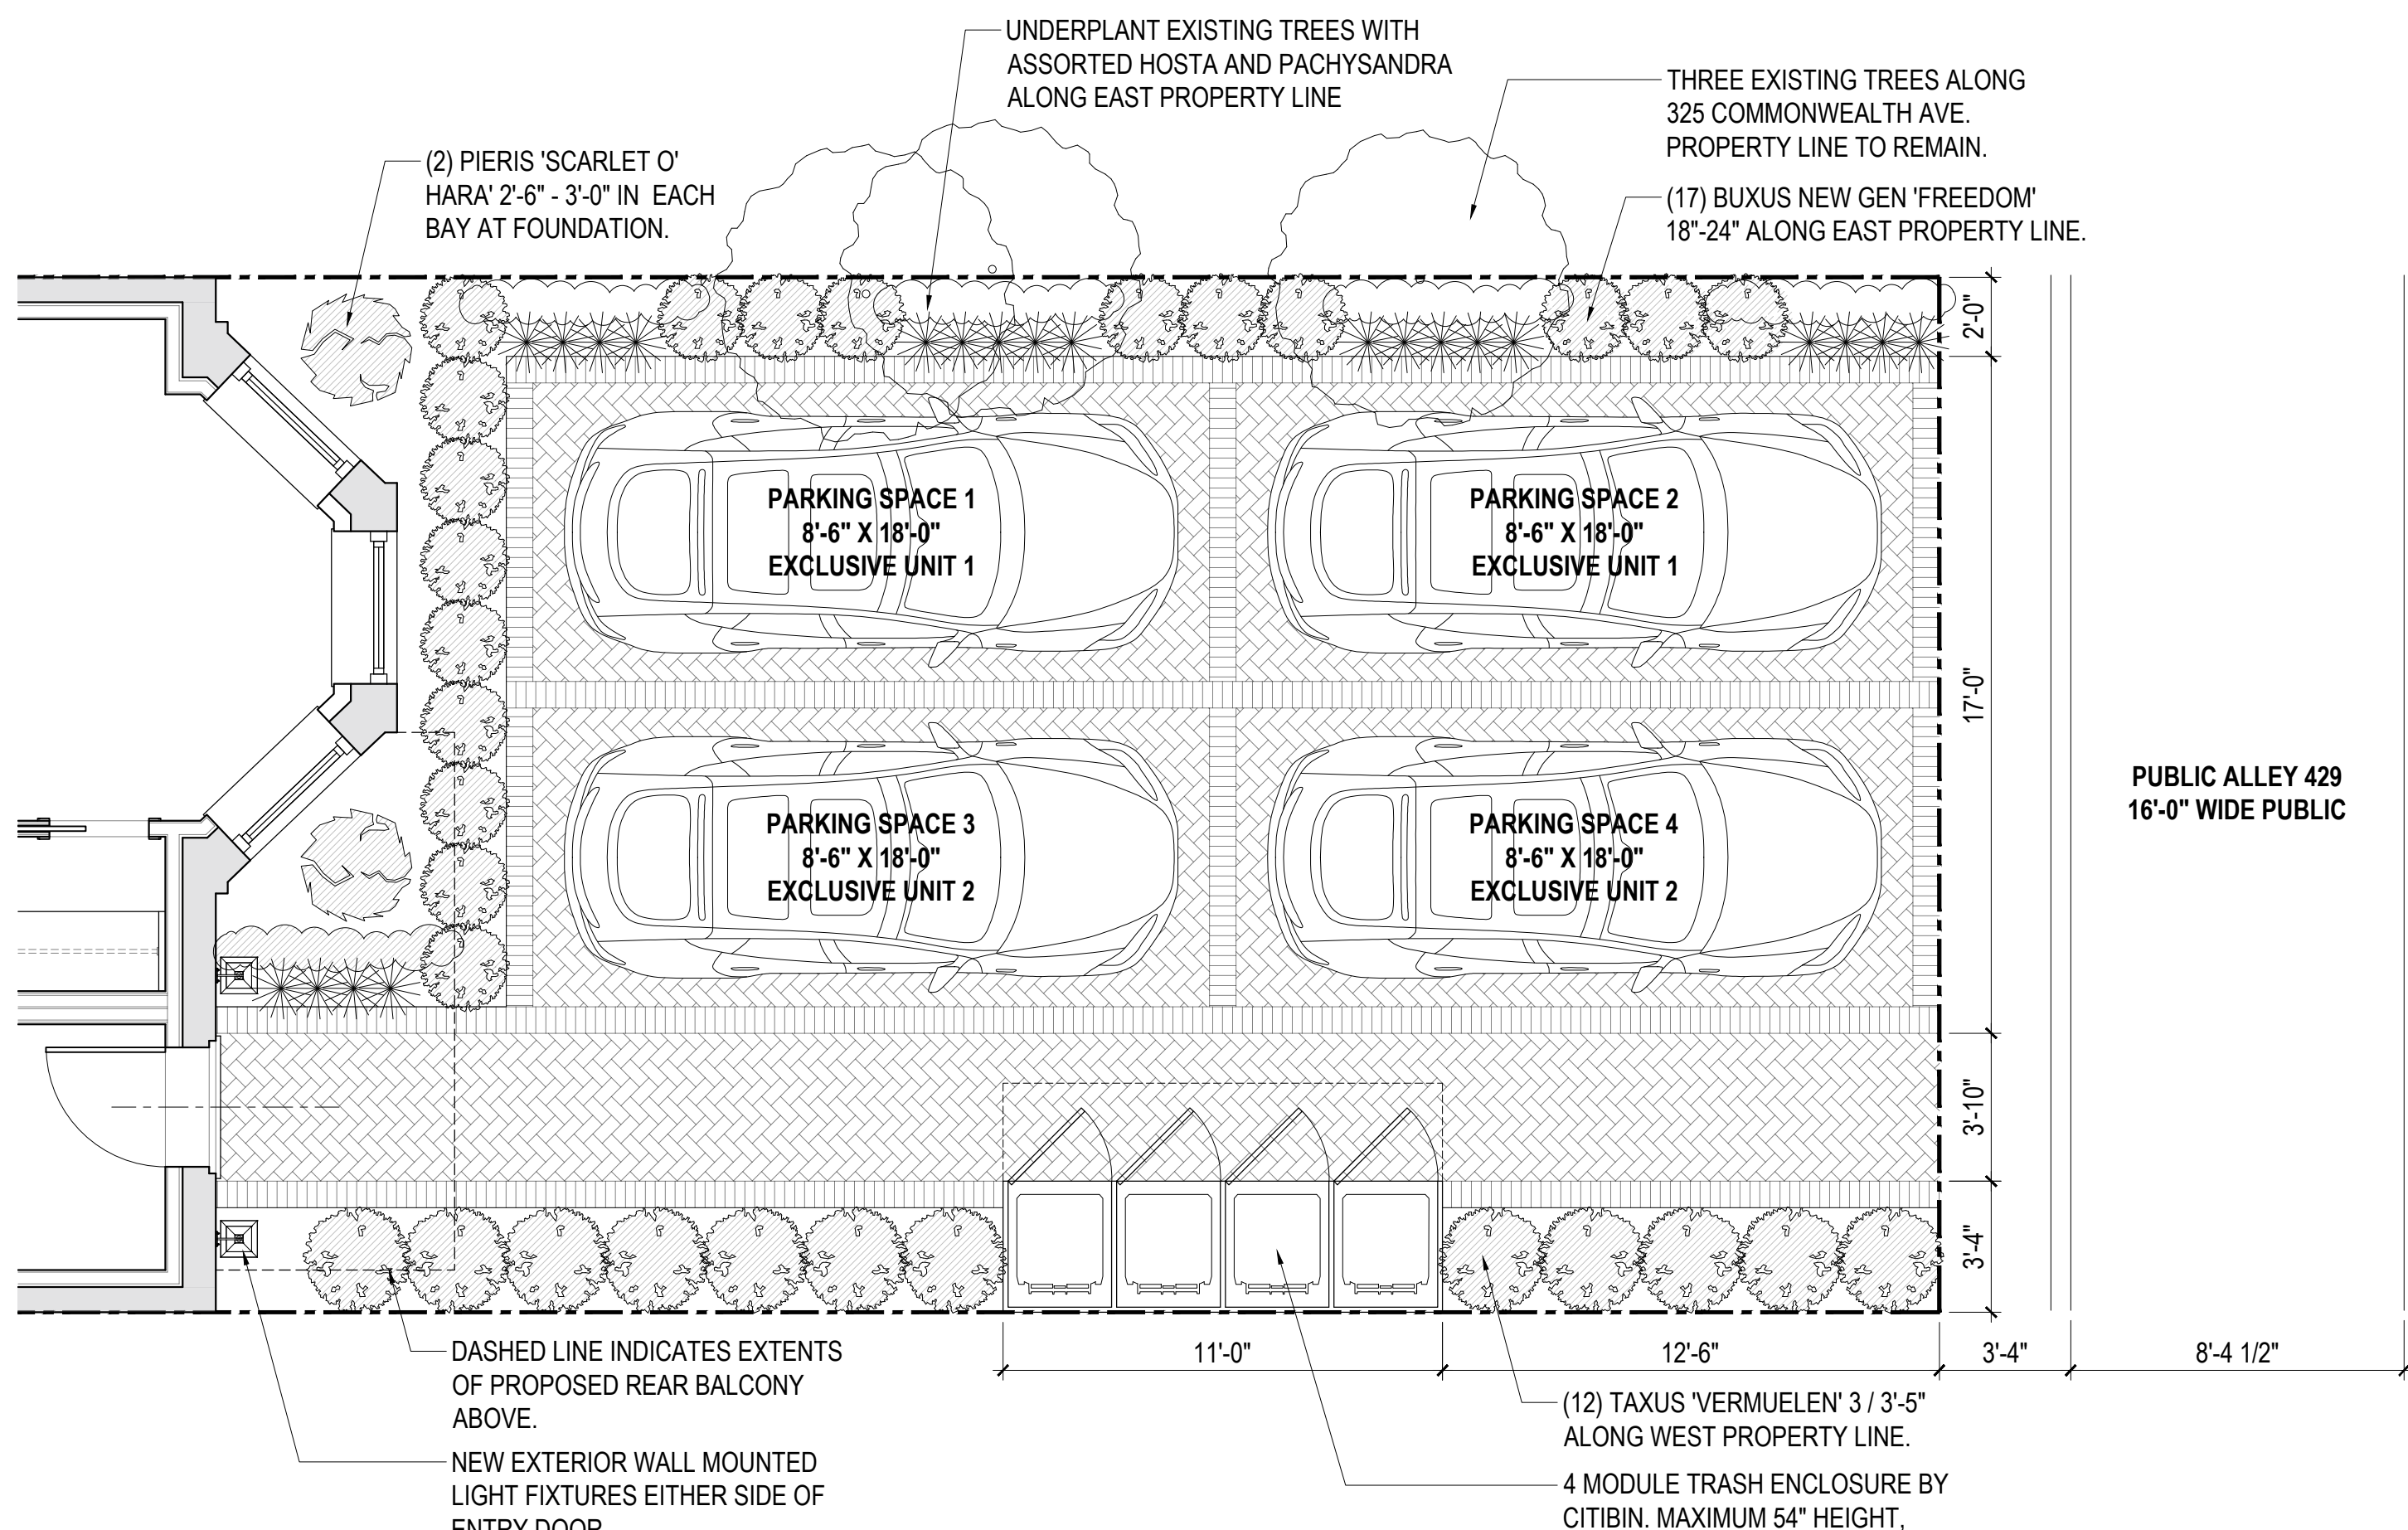 UNDERPLANT EXISTING TREES WITH
ASSORTED HOSTA AND PACHYSANDRA
ALONG EAST PROPERTY LINE
THREE EXISTING TREES ALONG
325 COMMONWEALTH AVE.
PROPERTY LINE TO REMAIN.
(2) PIERIS 'SCARLET O'
HARA' 2'-6" - 3'-0" IN EACH
BAY AT FOUNDATION.
(17) BUXUS NEW GEN 'FREEDOM'
18"-24" ALONG EAST PROPERTY LINE.
2'-0"
PARKING SPACE 1
8'-6" X 18'-0"
EXCLUSIVE UNIT 1
PARKING SPACE 2
8'-6" X 18'-0"
EXCLUSIVE UNIT 1
17'-0"
PARKING SPACE 3
8'-6" X 18'-0"
EXCLUSIVE UNIT 2
PARKING SPACE 4
8'-6" X 18'-0"
EXCLUSIVE UNIT 2
PUBLIC ALLEY 429
16'-0" WIDE PUBLIC
3'-10"
3'-4"
11'-0"
12'-6"
3'-4"
8'-4 1/2"
DASHED LINE INDICATES EXTENTS
OF PROPOSED REAR BALCONY
ABOVE.
NEW EXTERIOR WALL MOUNTED
LIGHT FIXTURES EITHER SIDE OF
ENTRY DOOR
(12) TAXUS 'VERMUELEN' 3 / 3'-5"
ALONG WEST PROPERTY LINE.
4 MODULE TRASH ENCLOSURE BY
CITIBIN. MAXIMUM 54" HEIGHT,